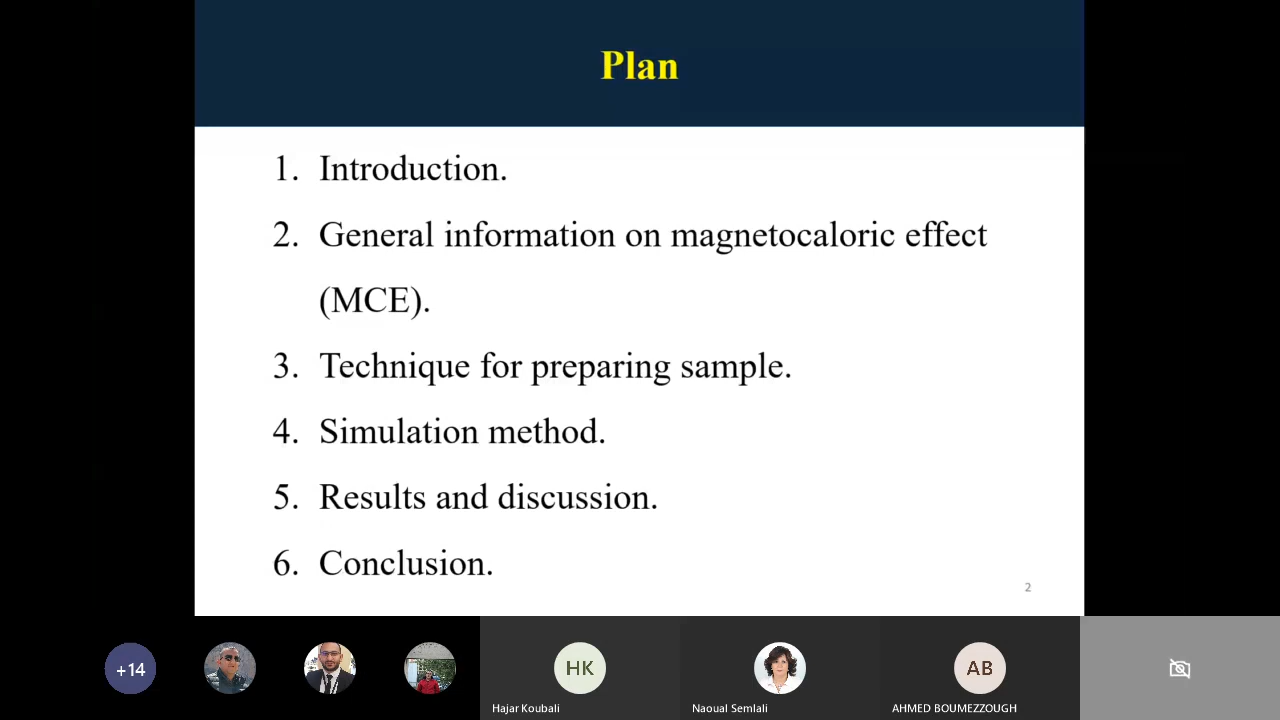 Plan
1. Introduction.
2. General information on magnetocaloric effect
(MCE).
3. Technique for preparing sample.
4. Simulation method.
5. Results and discussion.
6. Conclusion.
2
+14
HK
AB
Hajar Koubali
Naoual Semlali
AHMED BOUMEZZOUGH